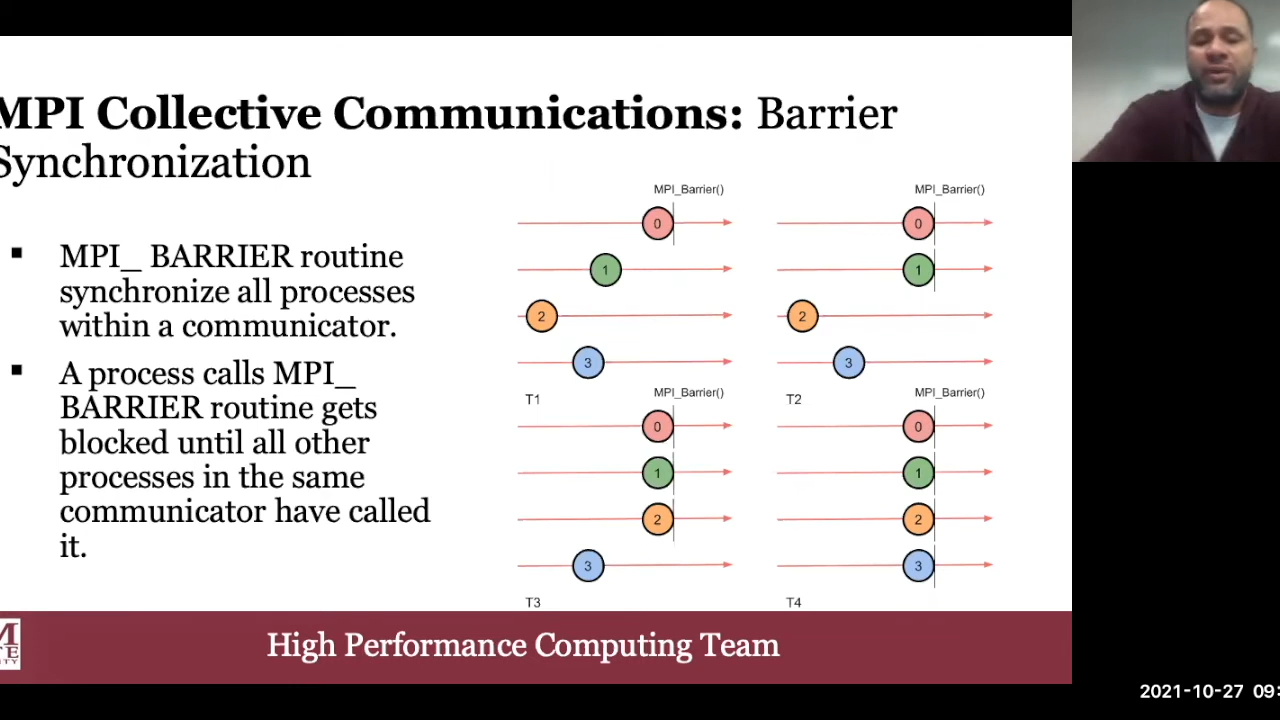 MPI Collective Communications: Barrier
Synchronization
▪ MPI_ BARRIER routine
synchronize all processes
within a communicator.
▪ A process calls MPI_
BARRIER routine gets
blocked until all other
processes in the same
communicator have called
it.
MPI_Barrier()
0
1
2
3
T1
MPI_Barrier()
0
1
2
3
T2
MPI_Barrier()
0
1
2
3
T3
MPI_Barrier()
0
1
2
3
T4
High Performance Computing Team
2021-10-27 09: